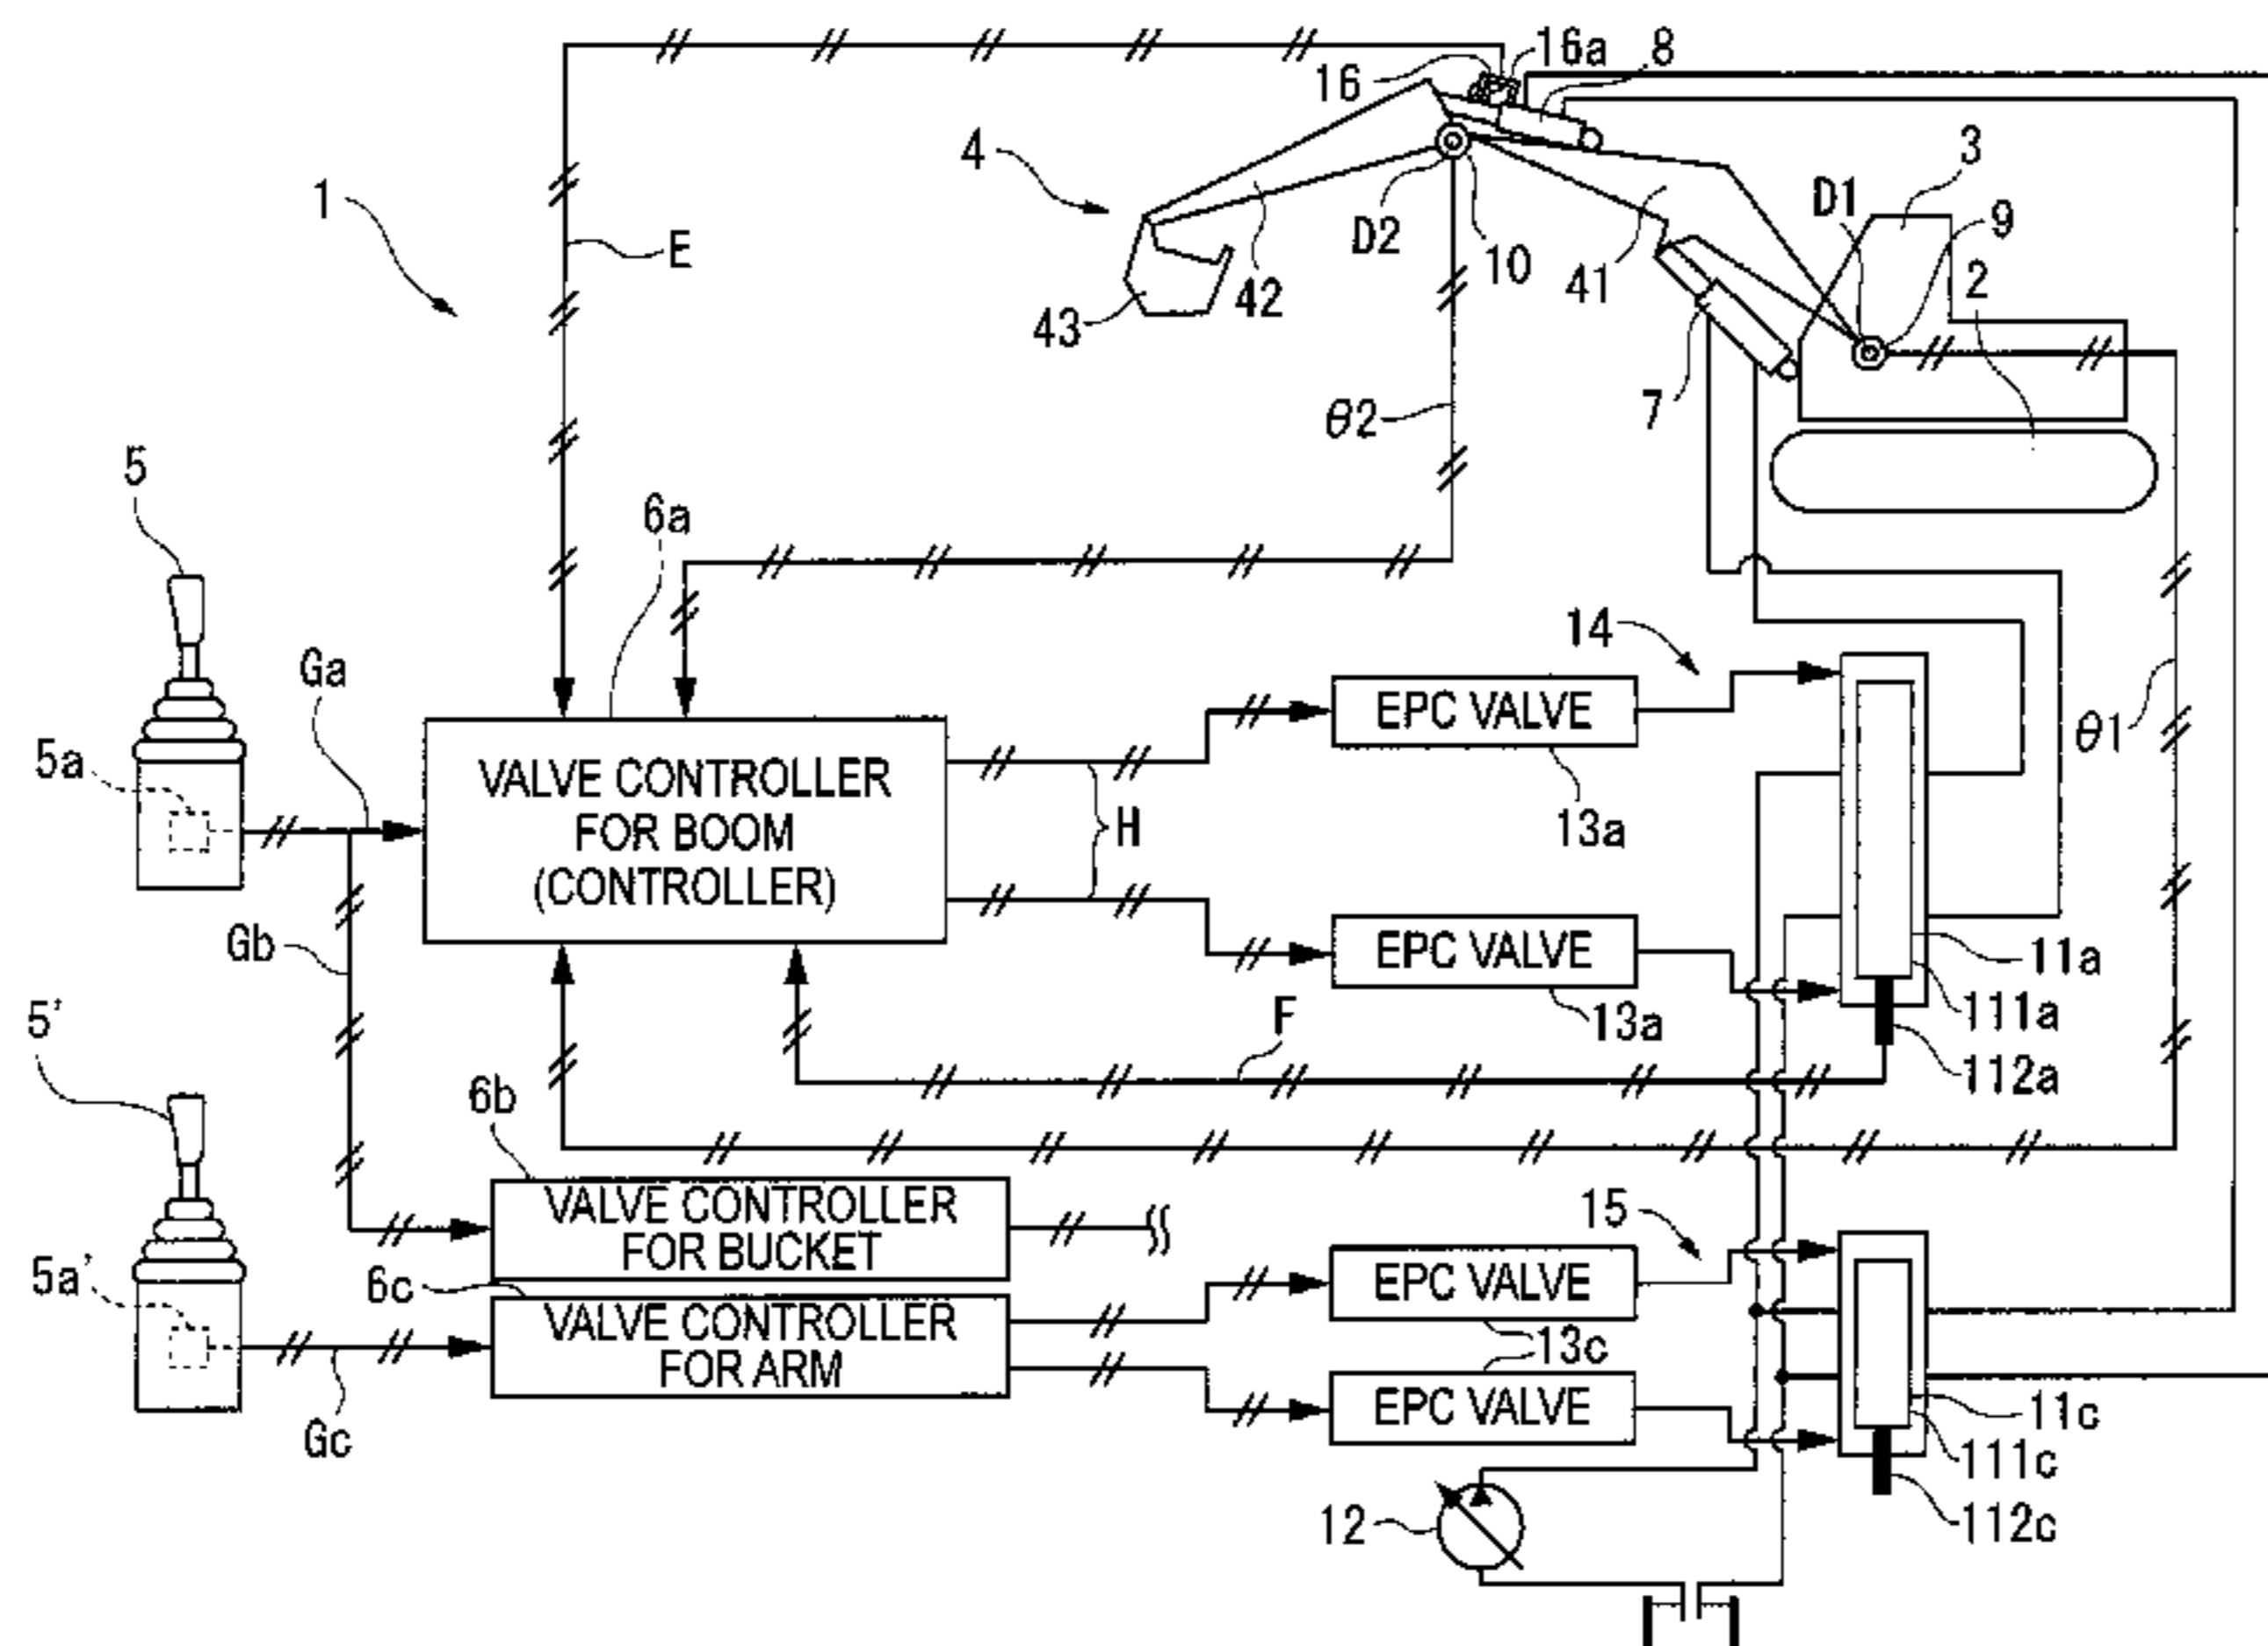 16
16a
8
4
3
1
E
D2
10
D1
9
42
41
2
43
7
θ2
5
6a
Ga
14
5a
VALVE CONTROLLER
FOR BOOM
(CONTROLLER)
H
EPC VALVE
13a
θ1
Gb
EPC VALVE
13a
11a
111a
112a
F
5'
6b
VALVE CONTROLLER
FOR BUCKET
15
5a'
6c
VALVE CONTROLLER
FOR ARM
EPC VALVE
13c
EPC VALVE
Gc
11c
111c
112c
12